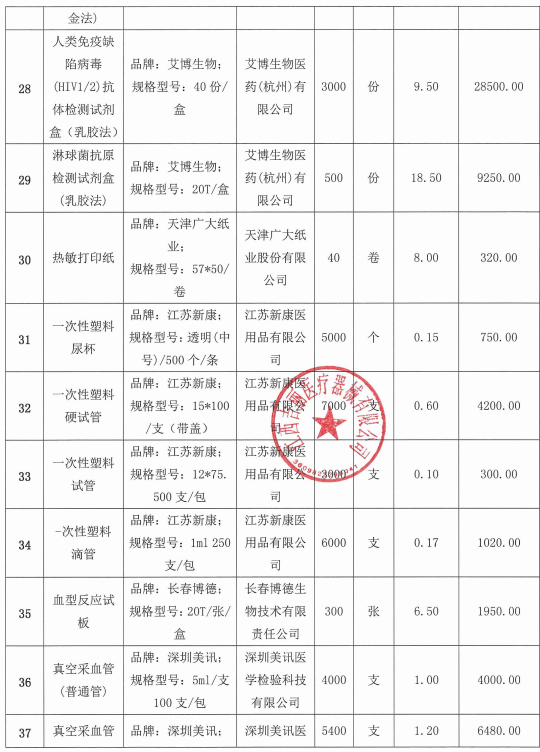 金法)
28
人类免疫缺
陷病毒
(HIV1/2)抗
体检测试剂
盒（乳胶法）
品牌：艾博生物；
规格型号：40份/
盒
艾博生物医
药(杭州)有
限公司
3000
份
9.50
28500.00
29
淋球菌抗原
检测试剂盒
(乳胶法)
品牌：艾博生物；
规格型号：20T/盒
艾博生物医
药(杭州)有
限公司
500
份
18.50
9250.00
30
热敏打印纸
品牌：天津广大纸
业；
规格型号：57*50/
卷
天津广大纸
业股份有限
公司
40
卷
8.00
320.00
31
一次性塑料
尿杯
品牌：江苏新康；
规格型号：透明(中
号)/500个/条
江苏新康医
用品有限公
司
5000
个
0.15
750.00
32
一次性塑料
硬试管
品牌：江苏新康；
规格型号：15*100
/支（带盖）
江苏新康医
用品有限公
司
7000
支
0.60
4200.00
33
一次性塑料
试管
品牌：江苏新康；
规格型号：12*75.
500支/包
江苏新康医
用品有限公
司
3000
支
0.10
300.00
34
-次性塑料
滴管
品牌：江苏新康；
规格型号：1ml 250
支/包
江苏新康医
用品有限公
司
6000
支
0.17
1020.00
35
血型反应试
板
品牌：长春博德；
规格型号：20T/张/
盒
长春博德生
物技术有限
责任公司
300
张
6.50
1950.00
36
真空采血管
(普通管)
品牌：深圳美讯；
规格型号：5ml/支
100支/包
深圳美讯医
学检验科技
有限公司
4000
支
1.00
4000.00
37
真空采血管
品牌：深圳美讯；
深圳美讯医
5400
支
1.20
6480.00